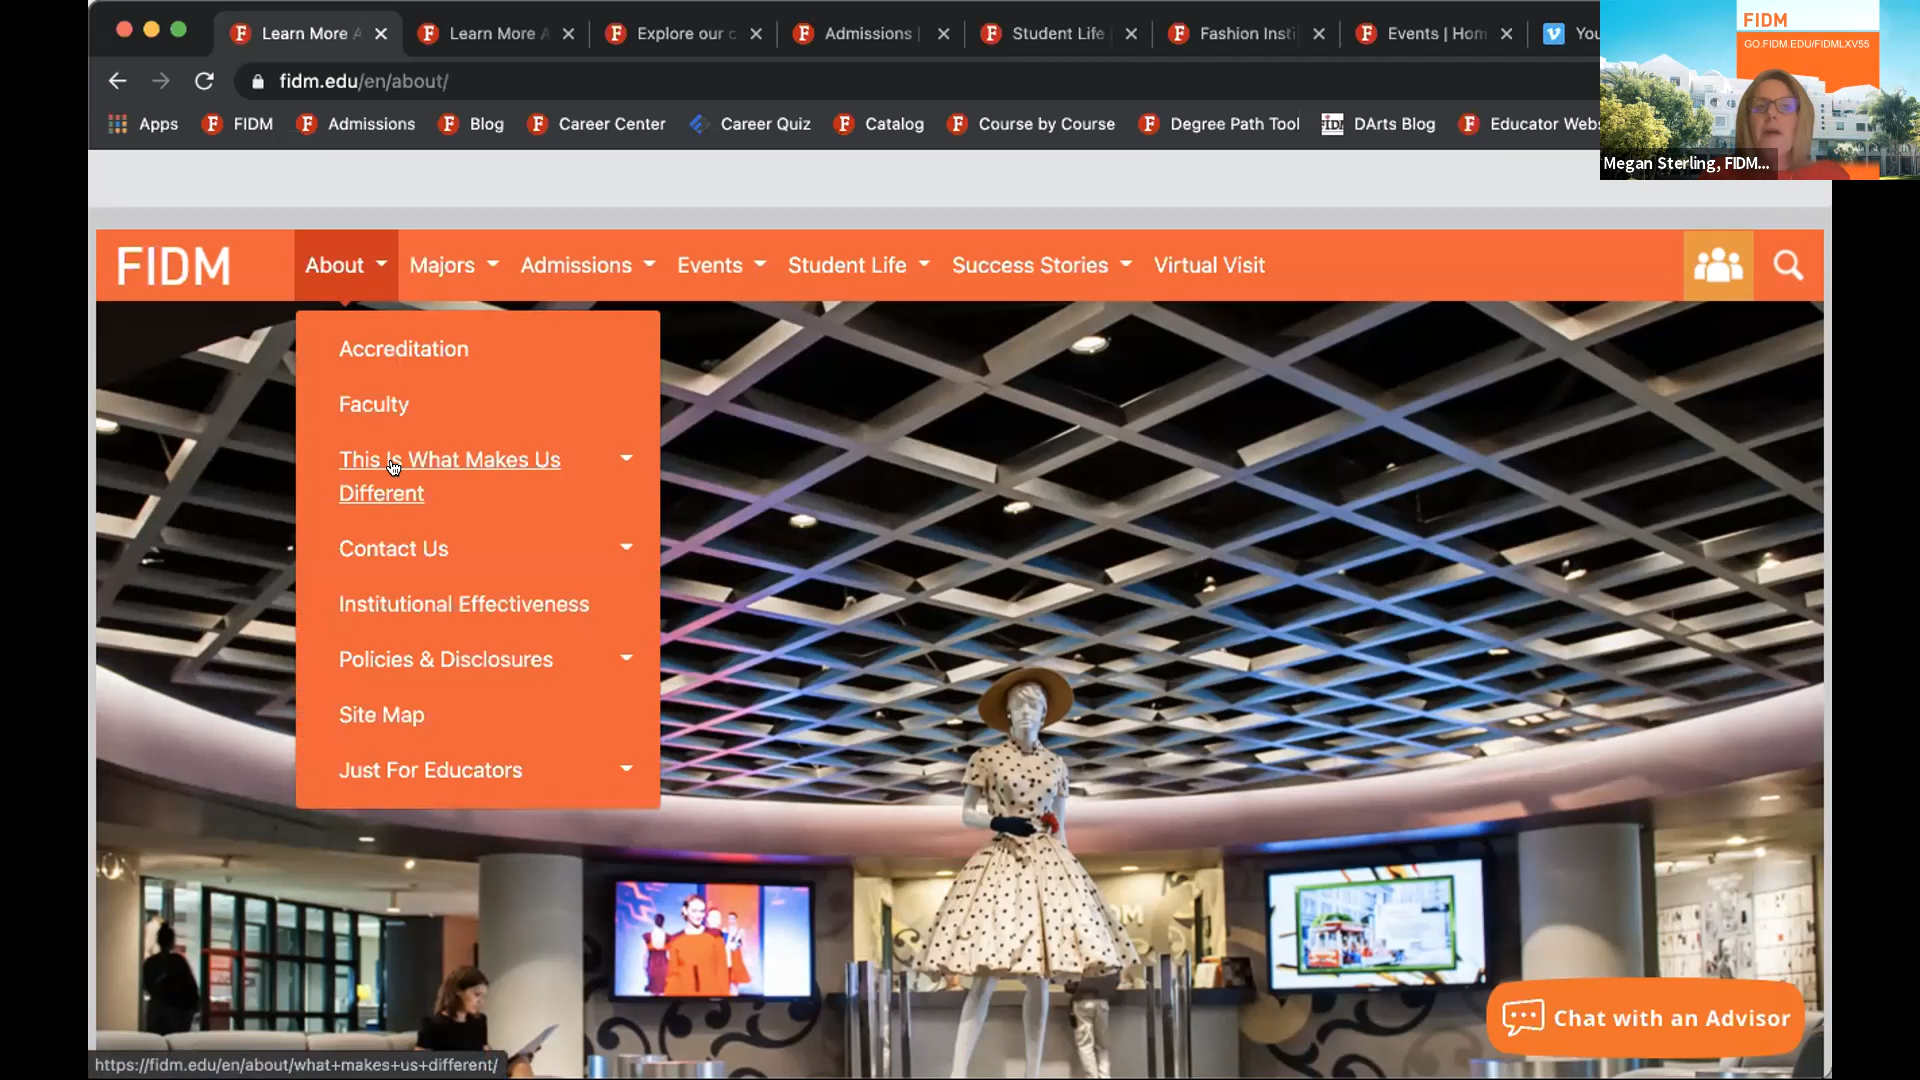 Learn More
Learn More
Explore our
Admissions |
Student Life
Fashion Insti
Events | Hom
You
FIDM
GO.FIDM.EDU/FIDMLXV55
fidm.edu/en/about/
Apps
FIDM
Admissions
Blog
Career Center
Career Quiz
Catalog
Course by Course
Degree Path Tool
DArts Blog
Educator Webs
Megan Sterling, FIDM...
FIDM
About
Majors
Admissions
Events
Student Life
Success Stories
Virtual Visit
Accreditation
Faculty
This Is What Makes Us
Different
Contact Us
Institutional Effectiveness
Policies & Disclosures
Site Map
Just For Educators
Chat with an Advisor
https://fidm.edu/en/about/what+makes+us+different/